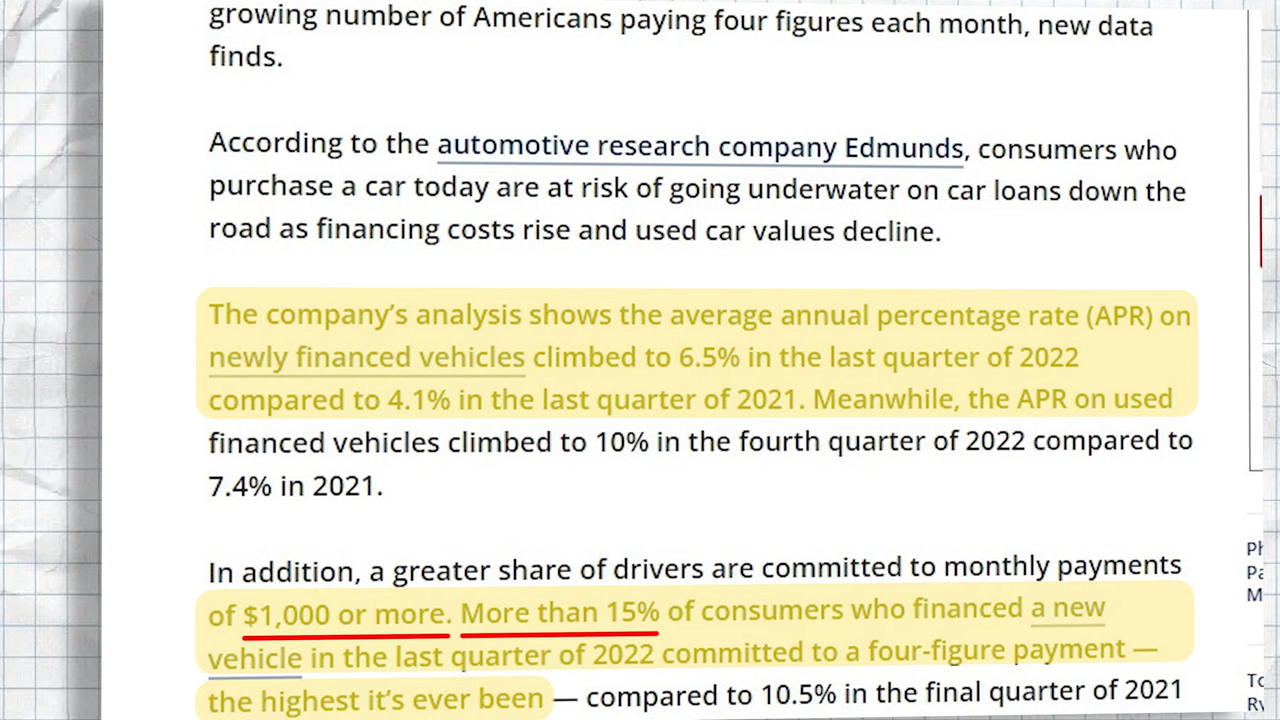 growing number of Americans paying four figures each month, new data
finds.
According to the automotive research company Edmunds, consumers who
purchase a car today are at risk of going underwater on car loans down the
road as financing costs rise and used car values decline.
The company’s analysis shows the average annual percentage rate (APR) on
newly financed vehicles climbed to 6.5% in the last quarter of 2022
compared to 4.1% in the last quarter of 2021. Meanwhile, the APR on used
financed vehicles climbed to 10% in the fourth quarter of 2022 compared to
7.4% in 2021.
In addition, a greater share of drivers are committed to monthly payments
of $1,000 or more. More than 15% of consumers who financed a new
vehicle in the last quarter of 2022 committed to a four-figure payment —
the highest it’s ever been — compared to 10.5% in the final quarter of 2021